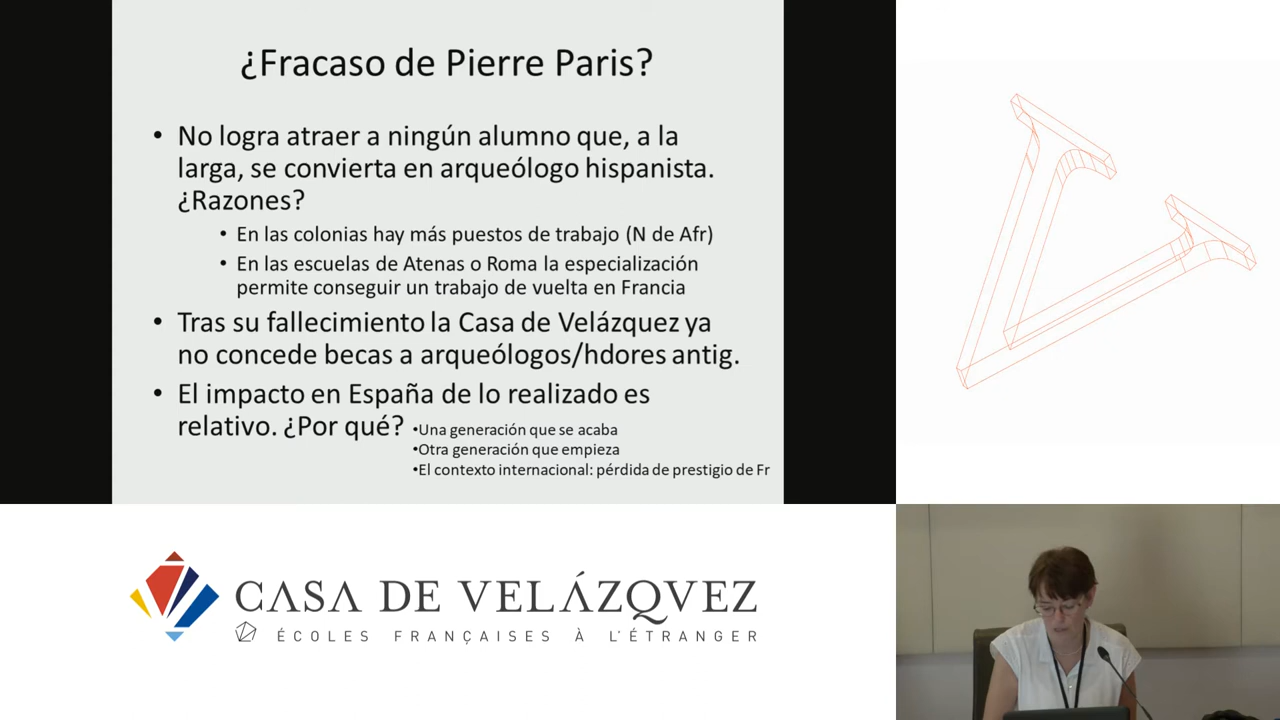 ¿Fracaso de Pierre Paris?
• No logra atraer a ningún alumno que, a la
larga, se convierta en arqueólogo hispanista.
¿Razones?
• En las colonias hay más puestos de trabajo (N de Afr)
• En las escuelas de Atenas o Roma la especialización
permite conseguir un trabajo de vuelta en Francia
• Tras su fallecimiento la Casa de Velázquez ya
no concede becas a arqueólogos/hdores antig.
• El impacto en España de lo realizado es
relativo. ¿Por qué?
•Una generación que se acaba
•Otra generación que empieza
•El contexto internacional: pérdida de prestigio de Fr
CASA DE VELÁZQVEZ
ÉCOLES FRANÇAISES À L'ÉTRANGER